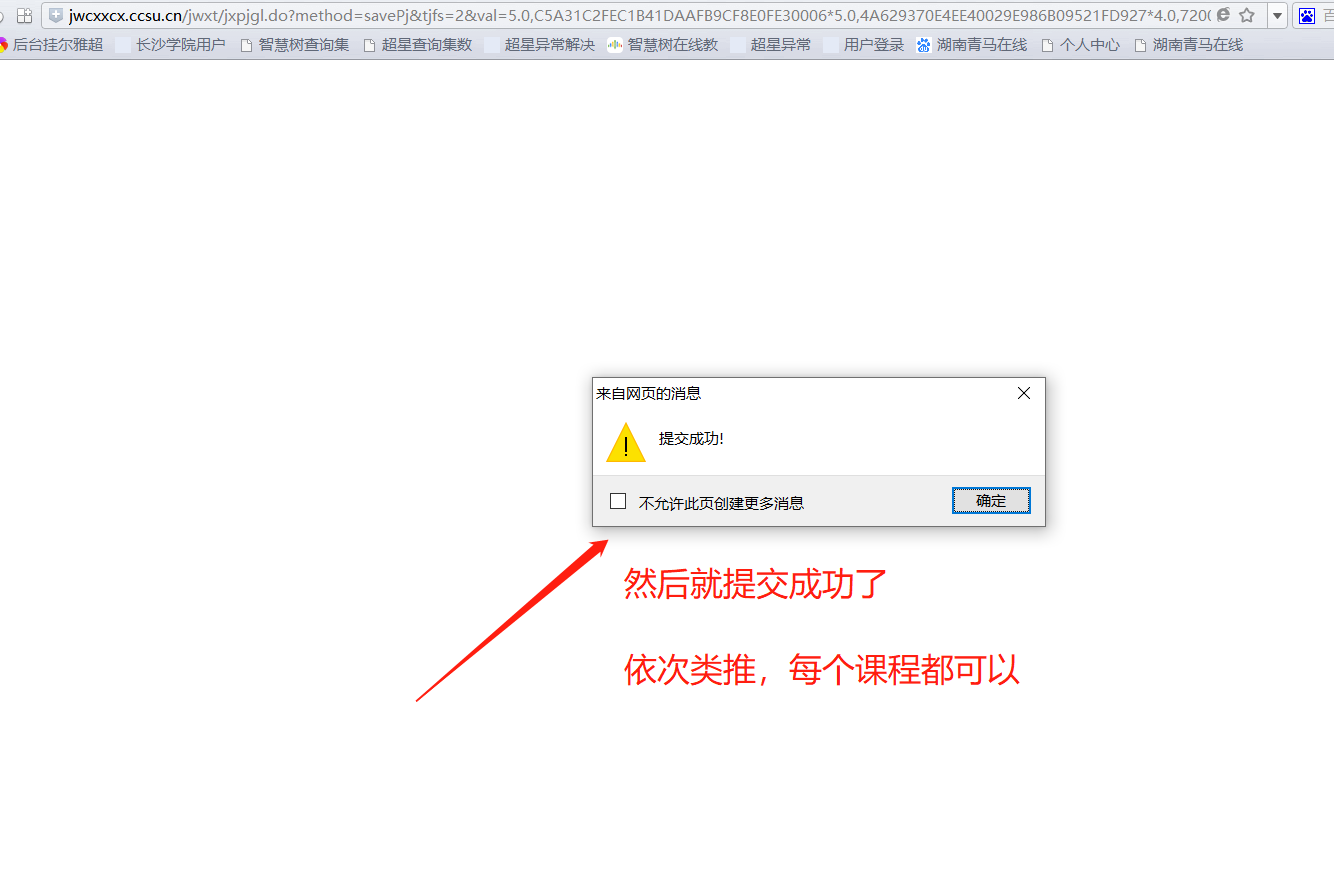 jwcxxcx.ccsu.cn/jwxt/jxpjgl.do?method=savePj&tjfs=2&val=5.0,C5A31C2FEC1B41DAAFB9CF8E0FE30006*5.0,4A629370E4EE40029E986B09521FD927*4.0,7200
后台挂尔雅超 长沙学院用户 智慧树查询集 超星查询集数 超星异常解决 智慧树在线教 超星异常 用户登录 湖南青马在线 个人中心 湖南青马在线
来自网页的消息
提交成功!
不允许此页创建更多消息
确定
然后就提交成功了
依次类推，每个课程都可以